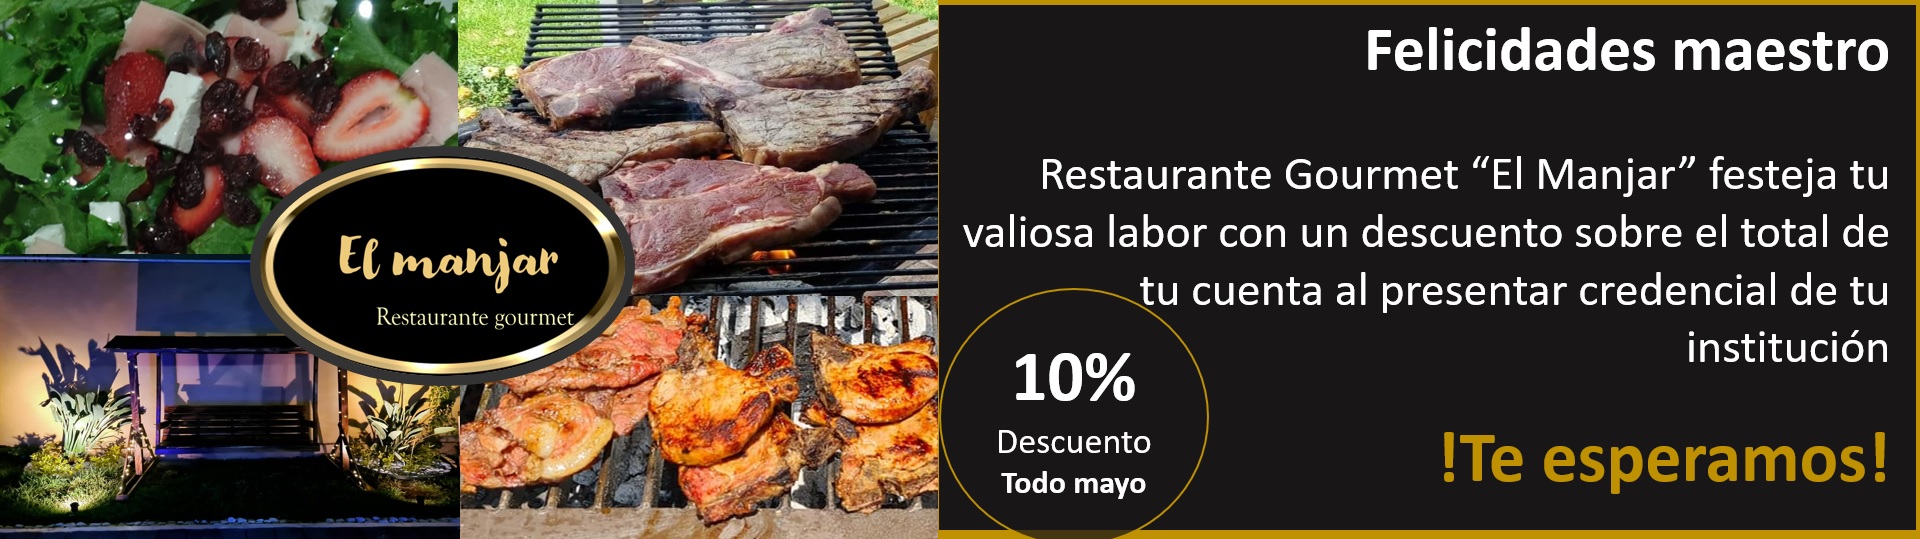 El manjar
Restaurante gourmet
Felicidades maestro
Restaurante Gourmet “El Manjar” festeja tu
valiosa labor con un descuento sobre el total de
tu cuenta al presentar credencial de tu
institución
10%
Descuento
Todo mayo
!Te esperamos!